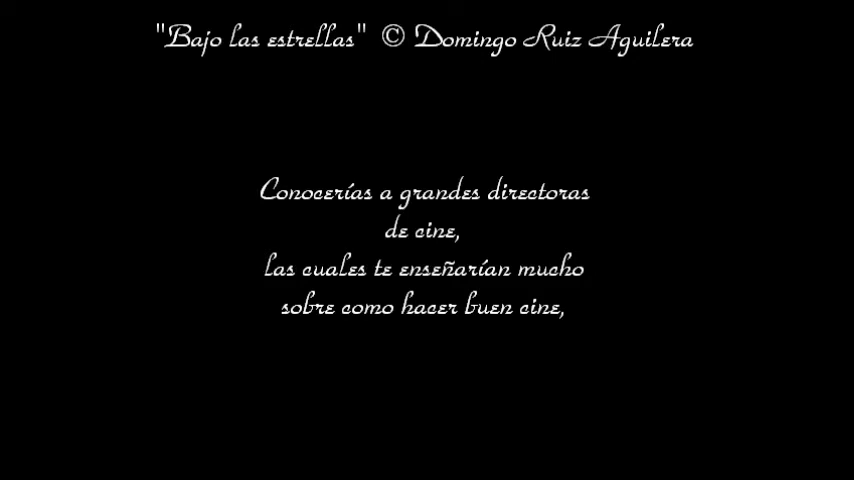 "Bajo las estrellas" © Domingo Ruiz Aguilera
Conocerías a grandes directoras
de cine,
las cuales te enseñarían mucho
sobre como hacer buen cine,